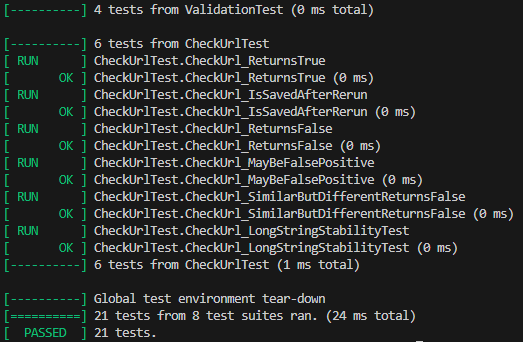 [----------] 4 tests from ValidationTest (0 ms total)

[----------] 6 tests from CheckUrlTest
[ RUN      ] CheckUrlTest.CheckUrl_ReturnsTrue
[       OK ] CheckUrlTest.CheckUrl_ReturnsTrue (0 ms)
[ RUN      ] CheckUrlTest.CheckUrl_IsSavedAfterRerun
[       OK ] CheckUrlTest.CheckUrl_IsSavedAfterRerun (0 ms)
[ RUN      ] CheckUrlTest.CheckUrl_ReturnsFalse
[       OK ] CheckUrlTest.CheckUrl_ReturnsFalse (0 ms)
[ RUN      ] CheckUrlTest.CheckUrl_MayBeFalsePositive
[       OK ] CheckUrlTest.CheckUrl_MayBeFalsePositive (0 ms)
[ RUN      ] CheckUrlTest.CheckUrl_SimilarButDifferentReturnsFalse
[       OK ] CheckUrlTest.CheckUrl_SimilarButDifferentReturnsFalse (0 ms)
[ RUN      ] CheckUrlTest.CheckUrl_LongStringStabilityTest
[       OK ] CheckUrlTest.CheckUrl_LongStringStabilityTest (0 ms)
[----------] 6 tests from CheckUrlTest (1 ms total)

[----------] Global test environment tear-down
[==========] 21 tests from 8 test suites ran. (24 ms total)
[  PASSED  ] 21 tests.